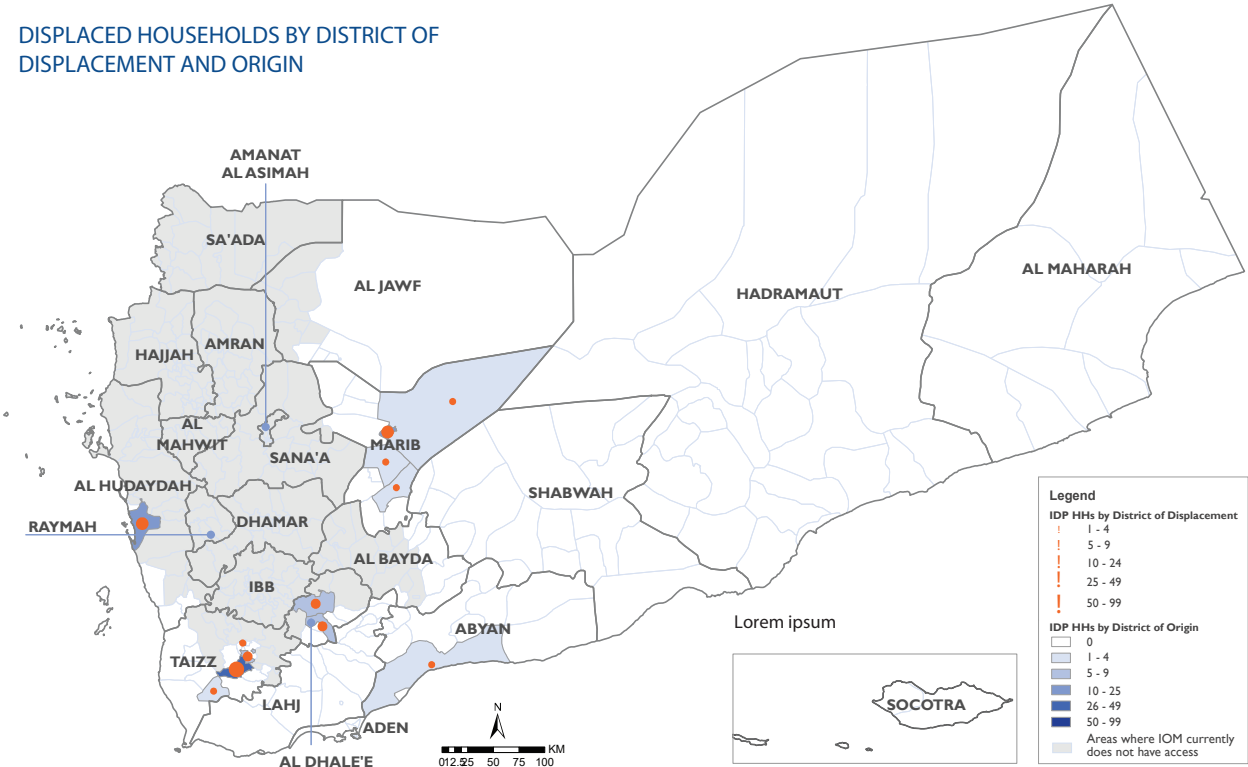 DISPLACED HOUSEHOLDS BY DISTRICT OF
DISPLACEMENT AND ORIGIN
AMANAT
AL ASIMAH
SA'ADA
AL JAWF
AL MAHARAH
HADRAMAUT
HAJJAH
AMRAN
AL
MAHWIT
MARIB
SANA'A
AL HUDAYDAH
SHABWAH
RAYMAH
DHAMAR
AL BAYDA
IBB
ABYAN
TAIZZ
LAHJ
ADEN
AL DHALE'E
N
KM
012.525 50 75 100
Lorem ipsum
SOCOTRA
Legend
IDP HHs by District of Displacement
1 - 4
5 - 9
10 - 24
25 - 49
50 - 99
IDP HHs by District of Origin
0
1 - 4
5 - 9
10 - 25
26 - 49
50 - 99
Areas where IOM currently
does not have access